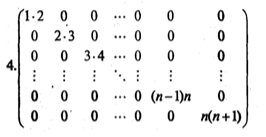 1·2 0 0 ··· 0 0 0
0 2·3 0 ··· 0 0 0
0 0 3·4 ··· 0 0 0
4. ⋮ ⋮ ⋮ ⋱ ⋮ ⋮ ⋮
0 0 0 ··· 0 (n−1)n 0
0 0 0 ··· 0 0 n(n+1)